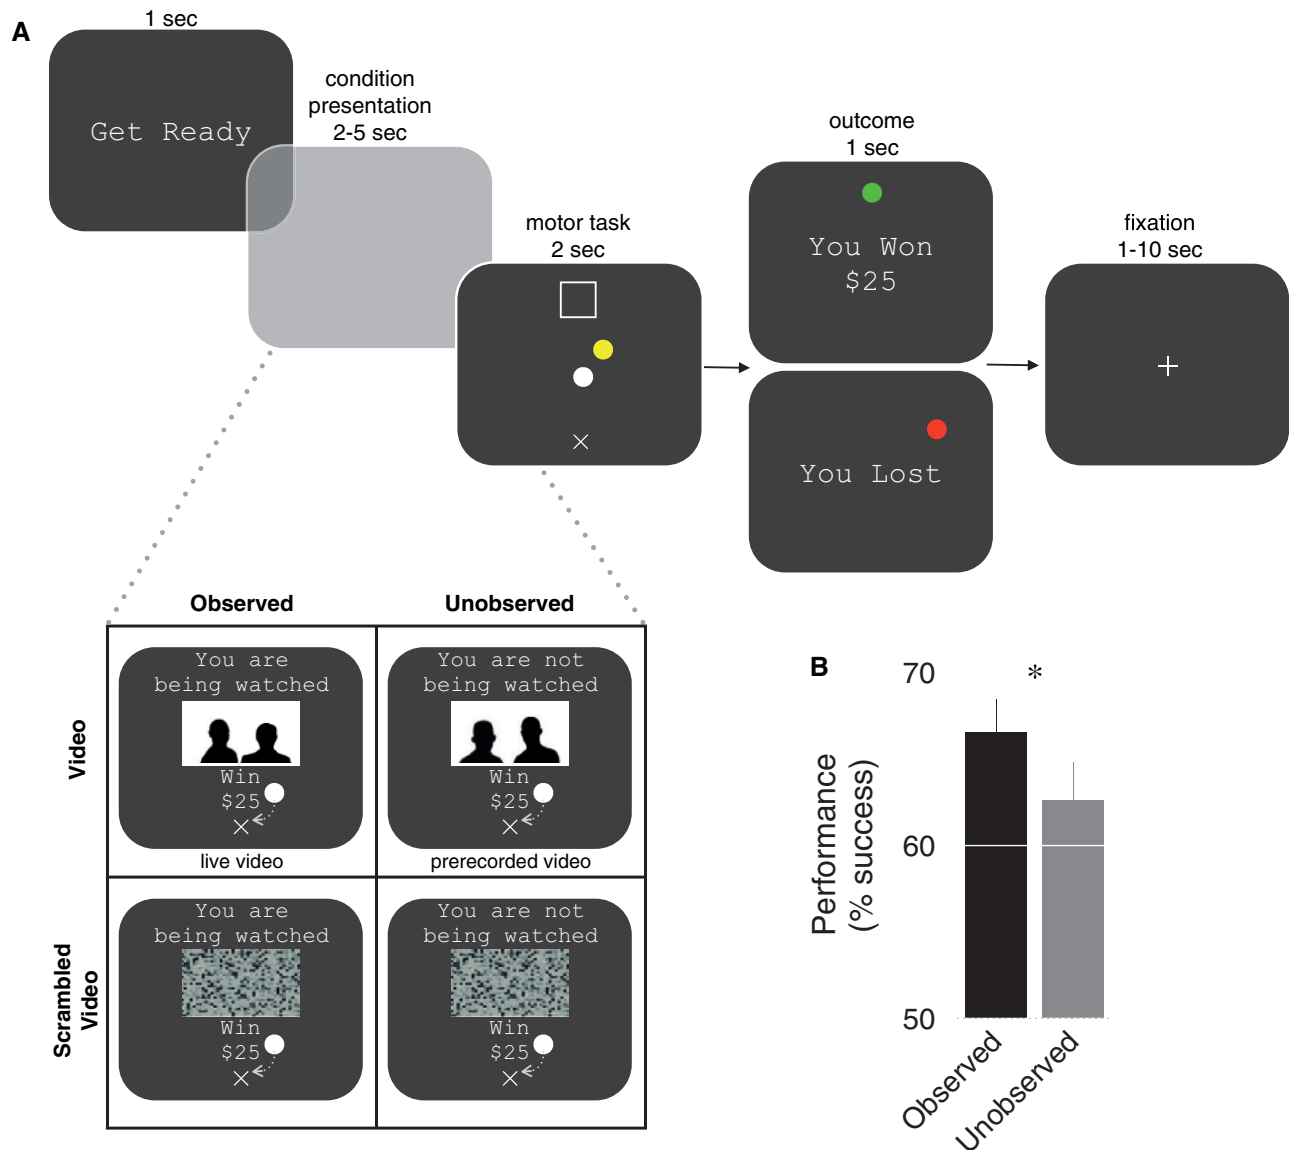 A
1 sec
Get Ready
condition
presentation
2-5 sec
motor task
2 sec
outcome
1 sec
You Won
$25
You Lost
fixation
1-10 sec
Observed
Unobserved
Video
You are
being watched
Win
$25
live video
You are not
being watched
Win
$25
prerecorded video
Scrambled
Video
You are
being watched
Win
$25
You are not
being watched
Win
$25
B
Performance
(% success)
70
60
50
*
Observed
Unobserved